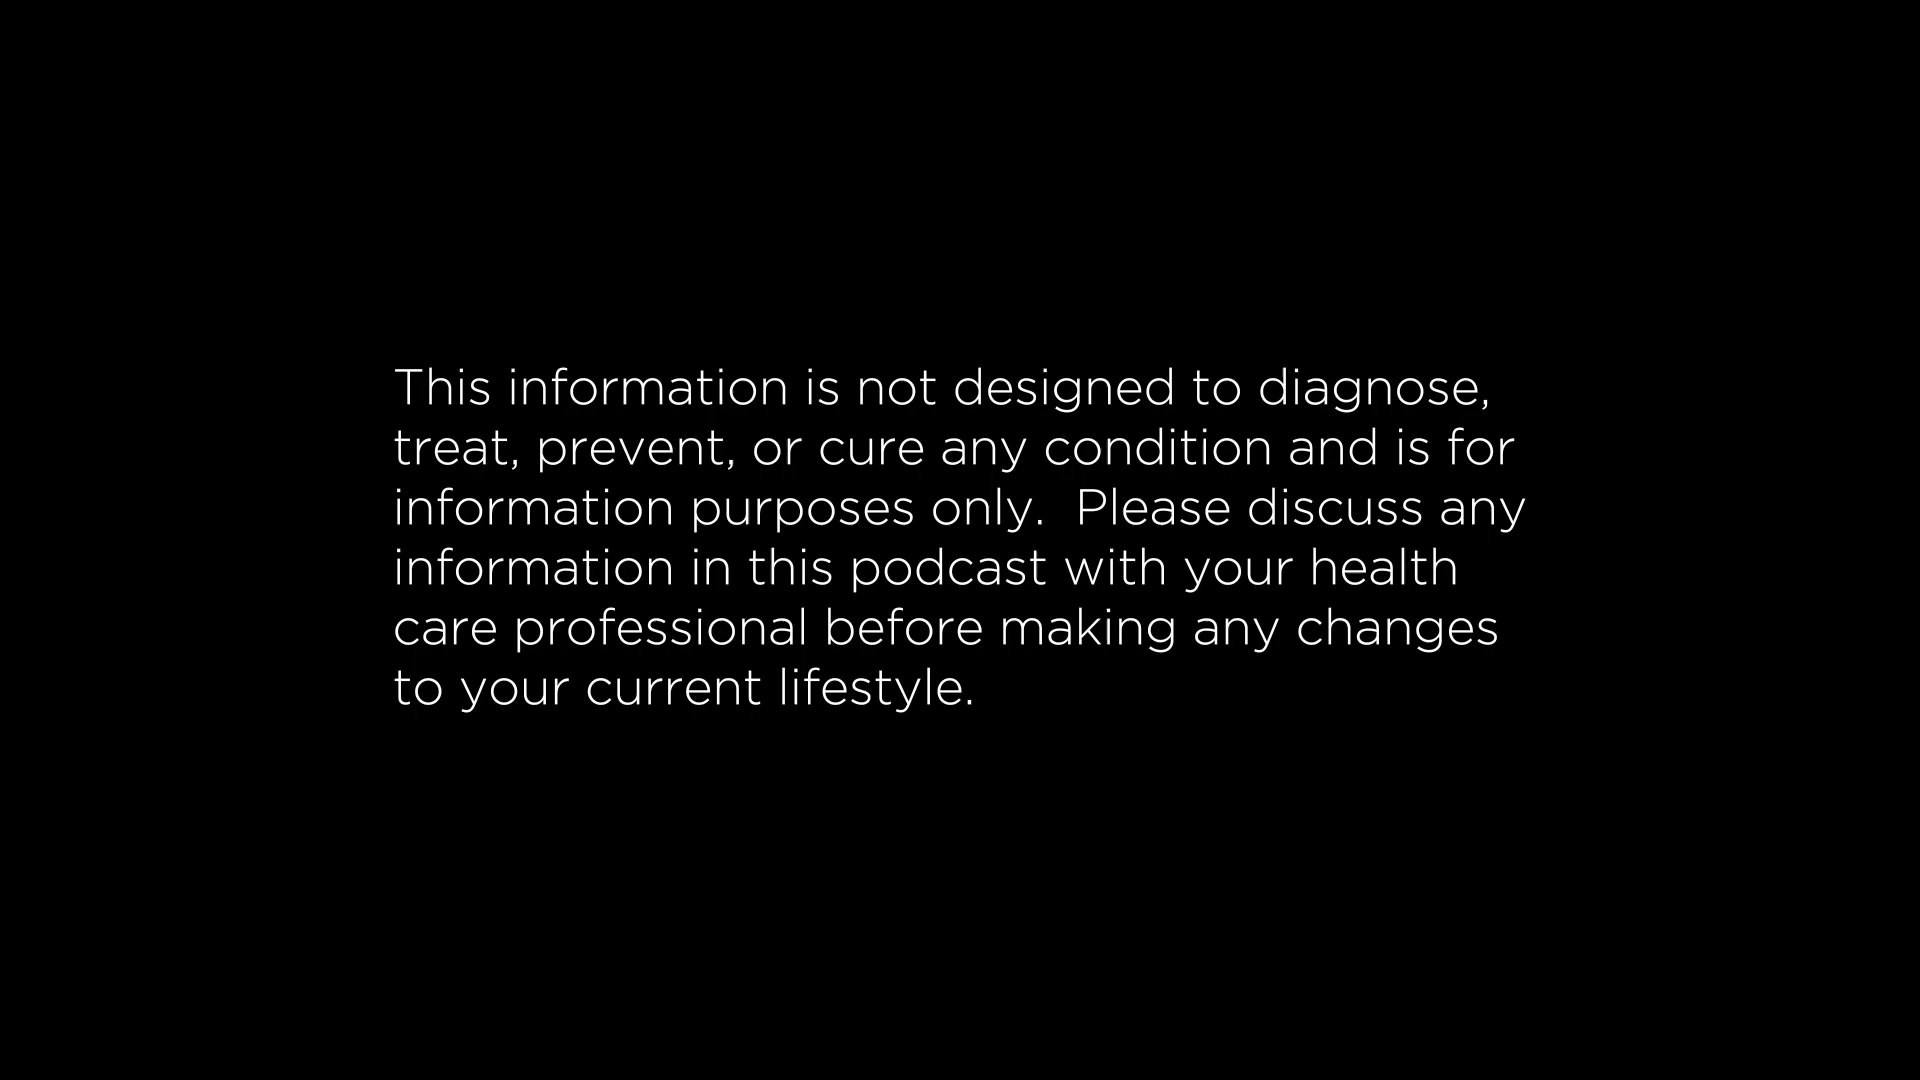 This information is not designed to diagnose,
treat, prevent, or cure any condition and is for
information purposes only.  Please discuss any
information in this podcast with your health
care professional before making any changes
to your current lifestyle.